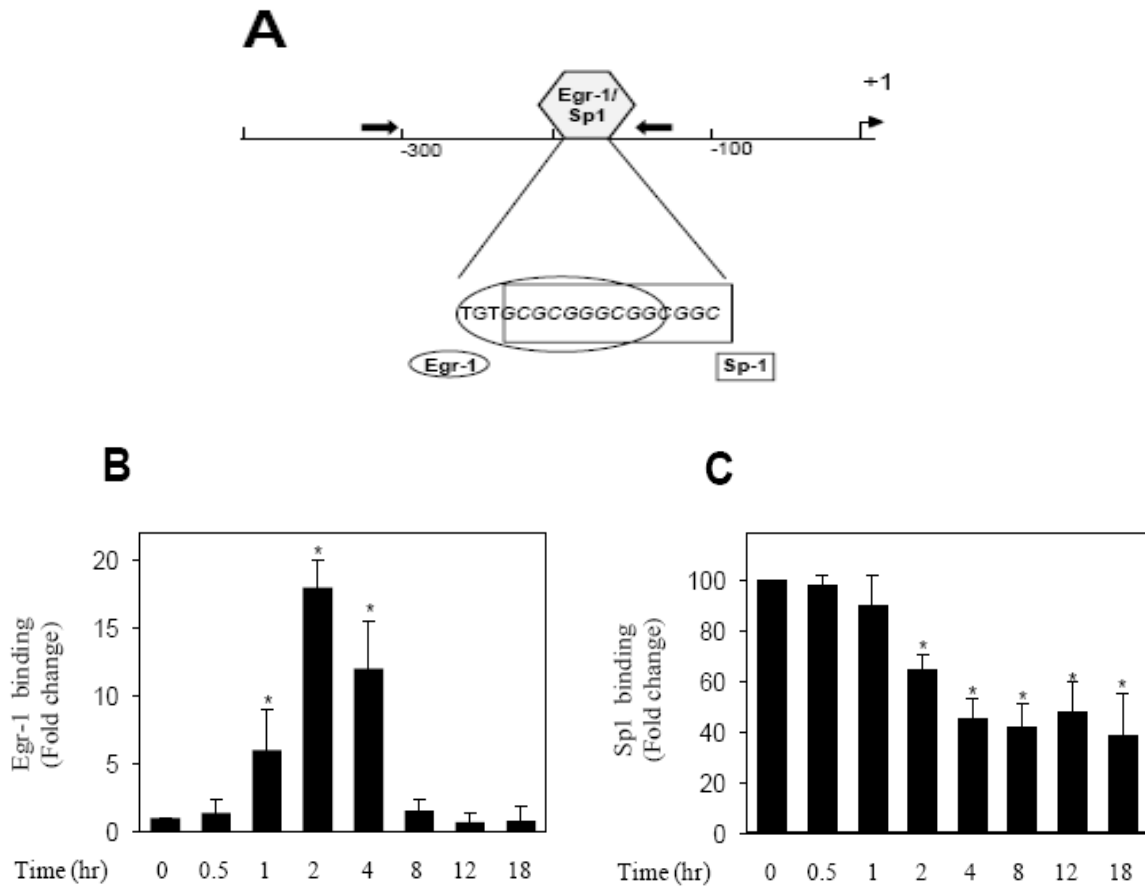 A
+1
Egr-1/
Sp1
-300
-100
TGTGCGCGGGCGGCGGC
Egr-1
Sp-1
B
Egr-1 binding
(Fold change)
20
15
10
5
0
*
*
*
Time (hr) 0 0.5 1 2 4 8 12 18
C
Sp1 binding
(Fold change)
100
80
60
40
20
0
*
*
*
*
*
Time (hr) 0 0.5 1 2 4 8 12 18